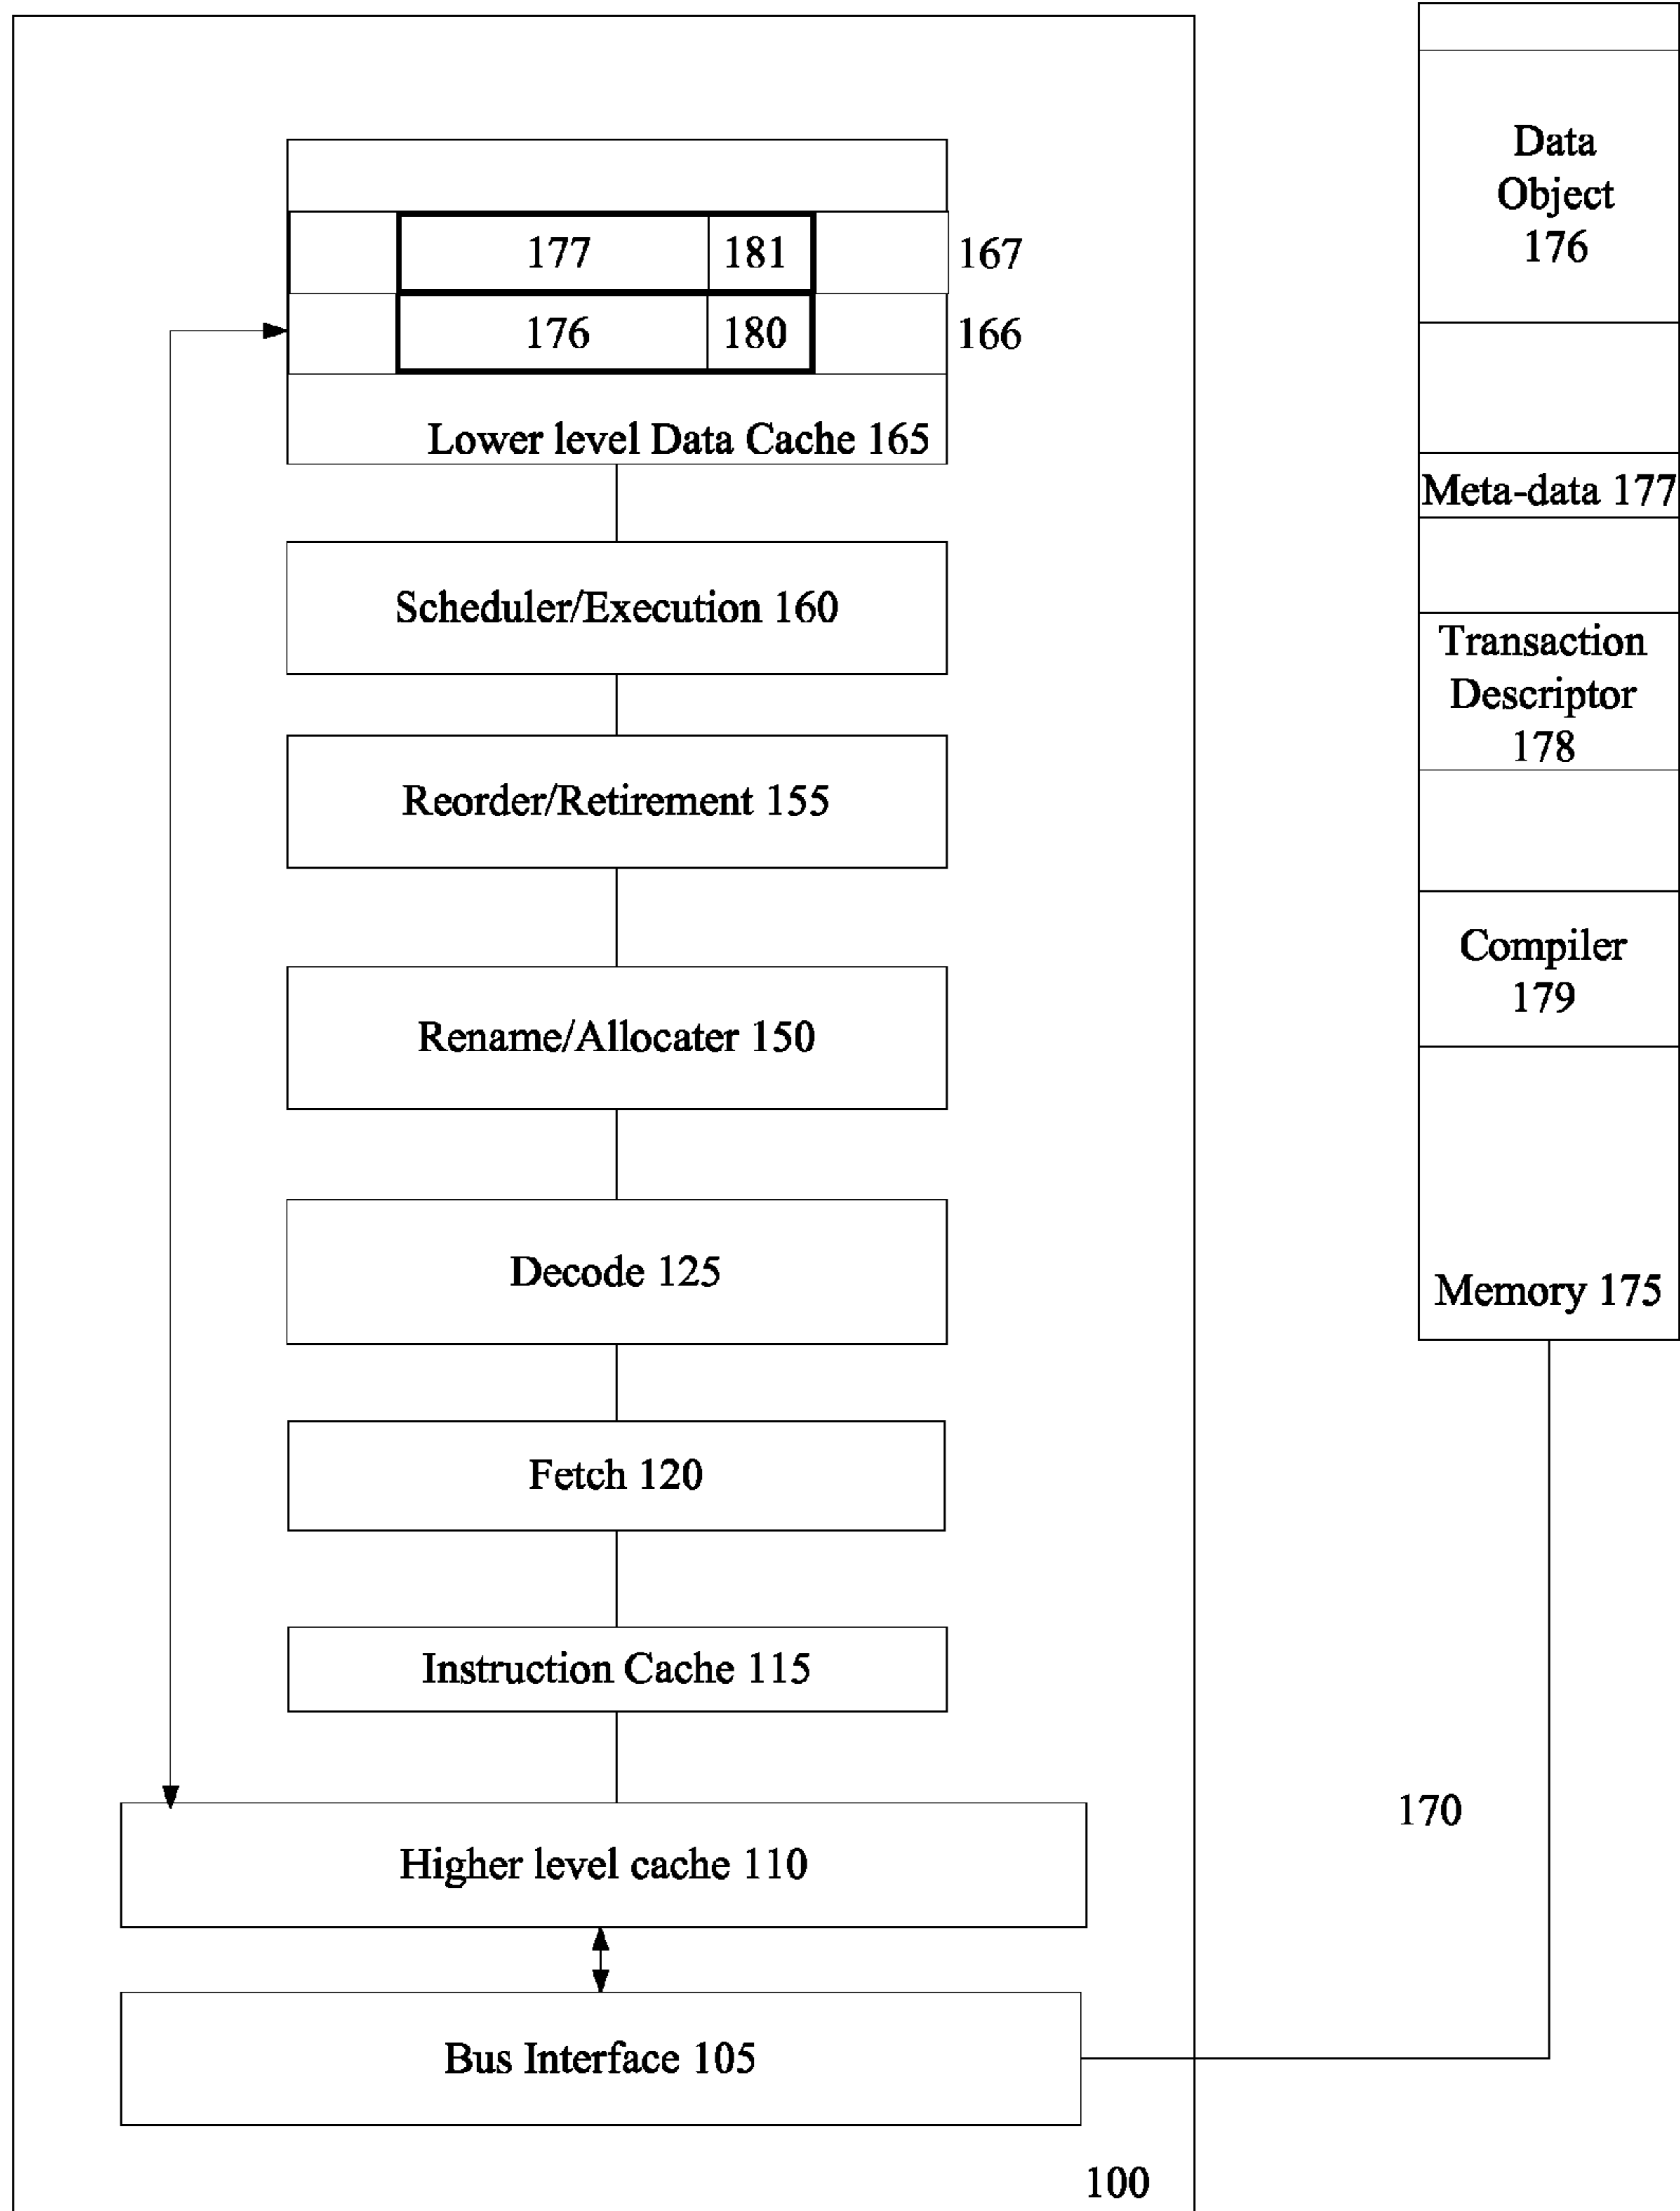 177 181 167
176 180 166
Lower level Data Cache 165
Scheduler/Execution 160
Reorder/Retirement 155
Rename/Allocater 150
Decode 125
Fetch 120
Instruction Cache 115
Higher level cache 110
Bus Interface 105
100
Data
Object
176
Meta-data 177
Transaction
Descriptor
178
Compiler
179
Memory 175
170